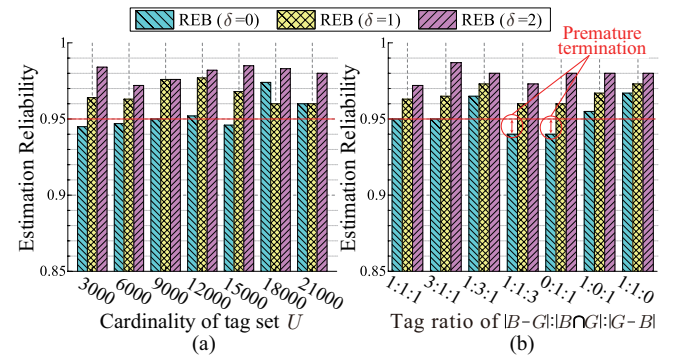 REB (δ=0) REB (δ=1) REB (δ=2)
Premature
termination
Estimation Reliability
1
0.95
0.9
0.85
3000 6000 9000 12000 15000 18000 21000
Cardinality of tag set U
(a)
Estimation Reliability
1
0.95
0.9
0.85
1:1:1 3:1:1 1:3:1 1:1:3 0:1:1 1:0:1 1:1:0
Tag ratio of |B-G|:|B∩G|:|G-B|
(b)